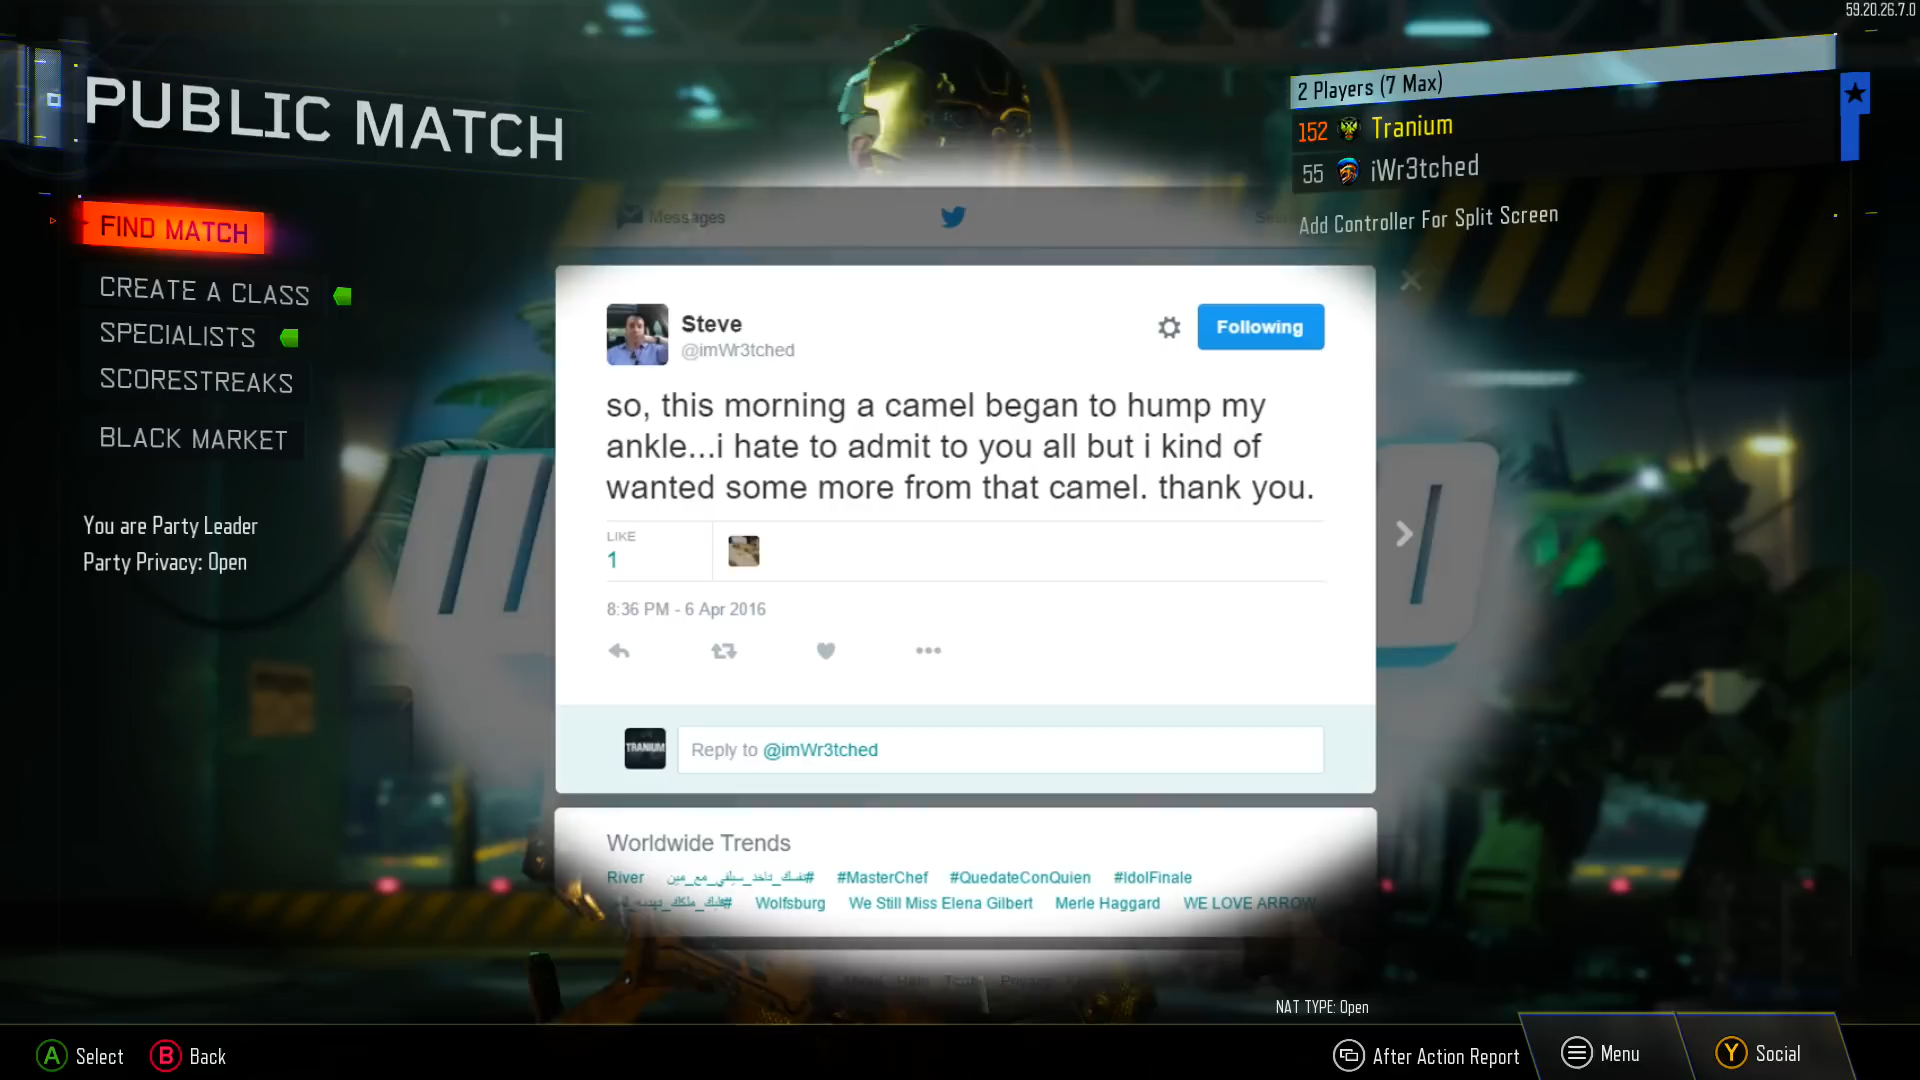 59.20.26.7.0
PUBLIC MATCH
2 Players (7 Max)
152 Tranium
55 iWr3tched
Add Controller For Split Screen
FIND MATCH
CREATE A CLASS
SPECIALISTS
SCORESTREAKS
BLACK MARKET
You are Party Leader
Party Privacy: Open
Messages
Steve
@imWr3tched
Following
so, this morning a camel began to hump my
ankle...i hate to admit to you all but i kind of
wanted some more from that camel. thank you.
LIKE
1
8:36 PM - 6 Apr 2016
TRANIUM
Reply to @imWr3tched
Worldwide Trends
River #MasterChef #QuedateConQuien #IdolFinale
Wolfsburg We Still Miss Elena Gilbert Merle Haggard WE LOVE ARROW
NAT TYPE: Open
A Select B Back
After Action Report Menu Y Social